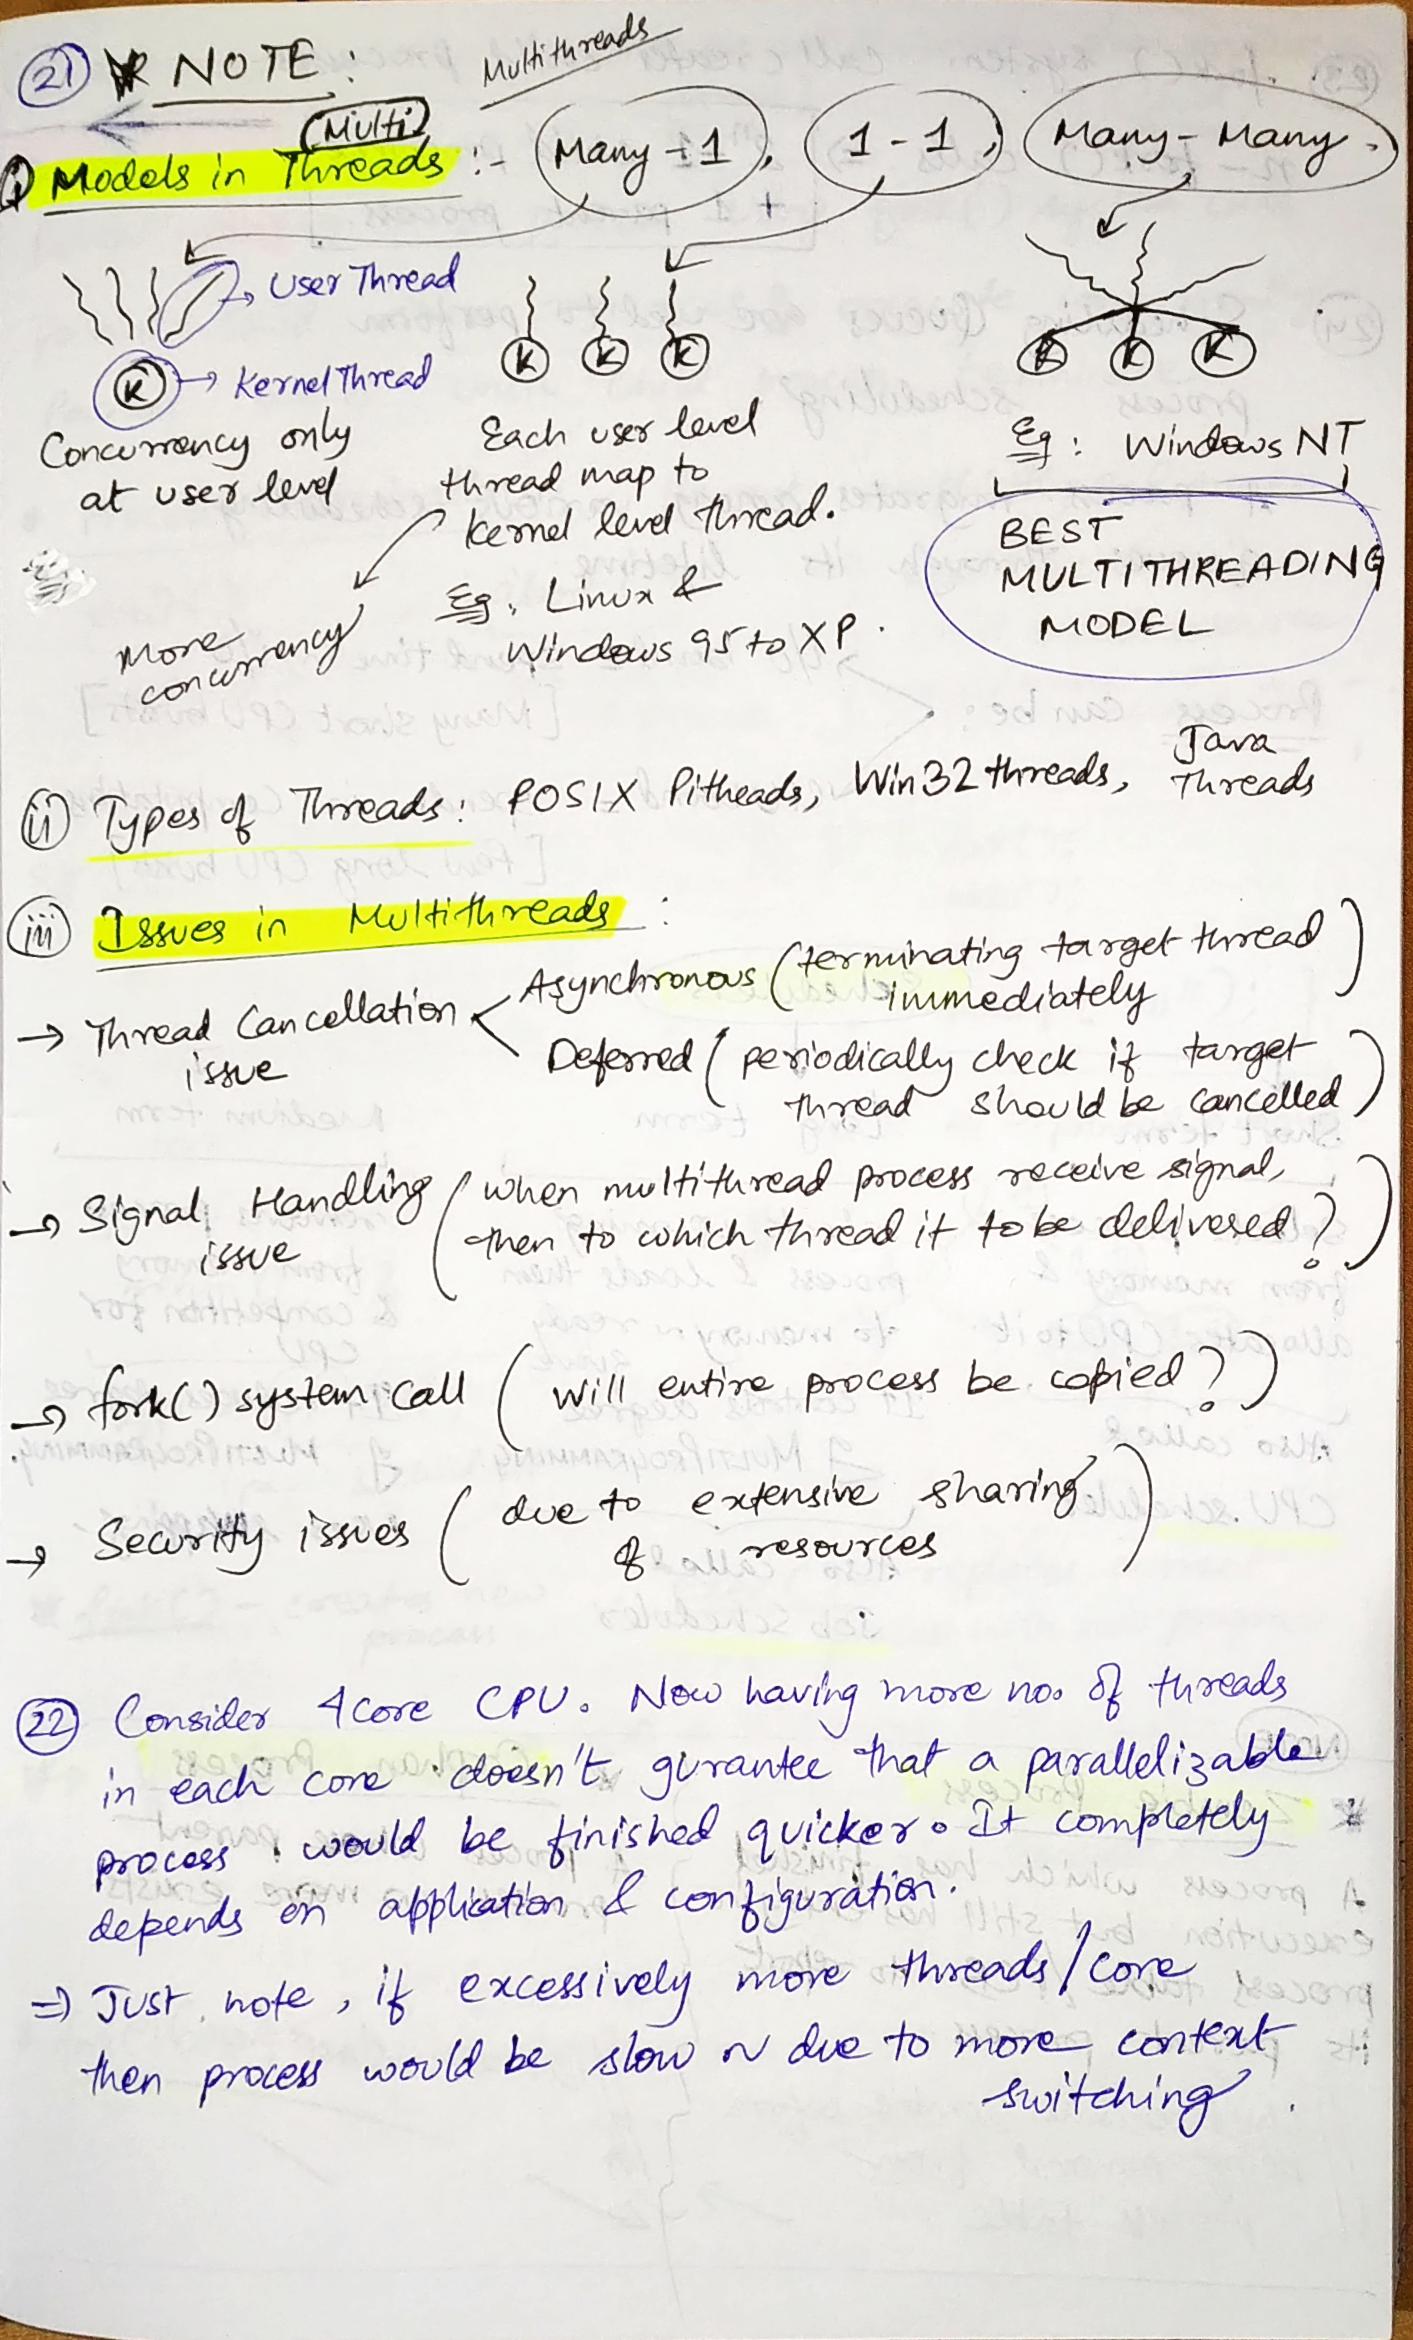 (21) * NOTE : Multithreads
(Multi)
(i) Models in Threads :- Many-1, 1-1, Many-Many.
User Thread
K K K K K K K
Kernel Thread
Concurrency only
at user level
Each user level
thread map to
kernel level thread.
More
concurrency
Eg. Linux &
Windows 95 to XP.
Eg: Windows NT
BEST
MULTITHREADING
MODEL
(ii) Types of Threads: POSIX Pitheads, Win32 threads, Java
Threads
(iii) Issues in Multithreads :
→ Thread Cancellation
issue
Asynchronous (terminating target thread
immediately)
Deferred (periodically check if target
thread should be cancelled)
→ Signal Handling
issue
(when multithread process receive signal,
then to which thread it to be delivered?)
→ fork() system call (Will entire process be copied?)
→ Security issues (due to extensive sharing
of resources)
(22) Consider 4 core CPU. Now having more no. of threads
in each core doesn't gurantee that a parallelizable
process would be finished quicker. It completely
depends on application & configuration.
⇒ Just note, if excessively more threads/core
then process would be slow due to more context
switching.